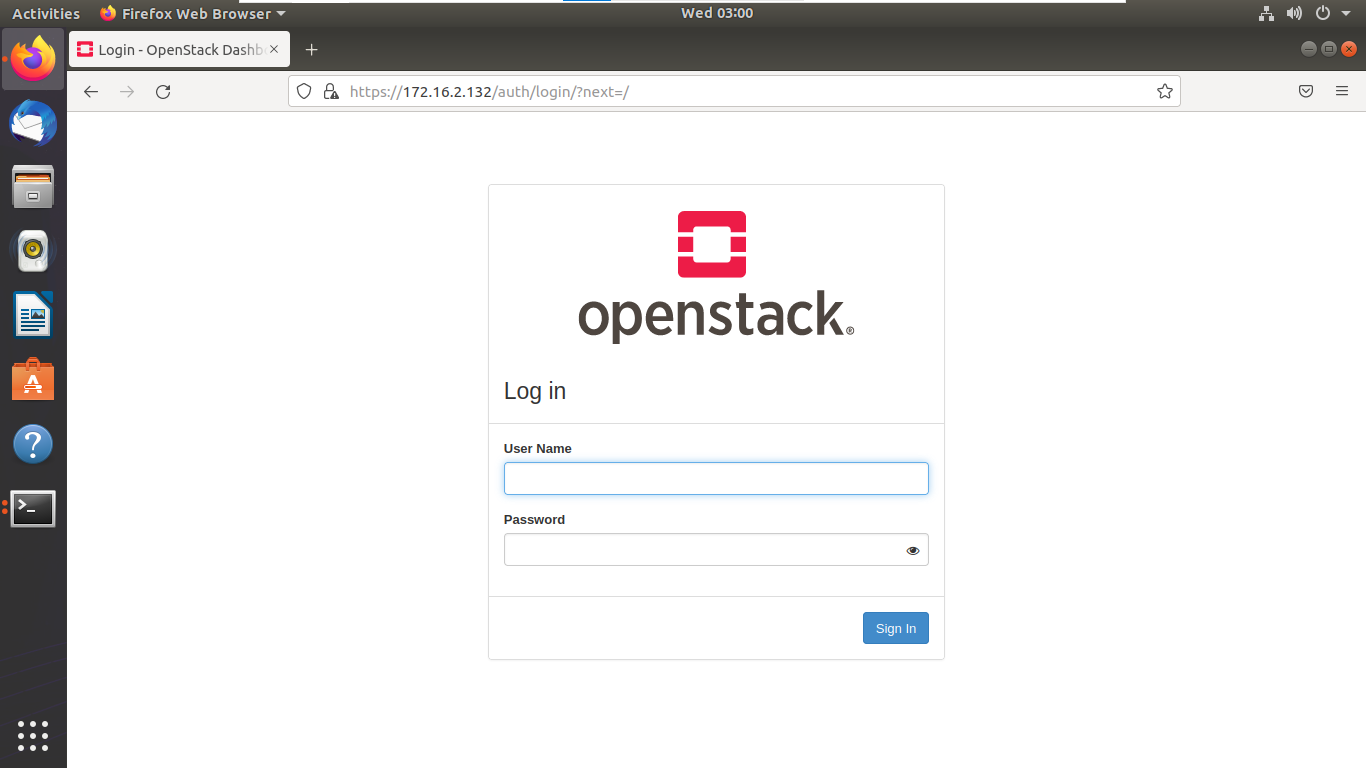 Activities Firefox Web Browser Wed 03:00
Login - OpenStack Dashb
https://172.16.2.132/auth/login/?next=/
openstack®
Log in
User Name
Password
Sign In